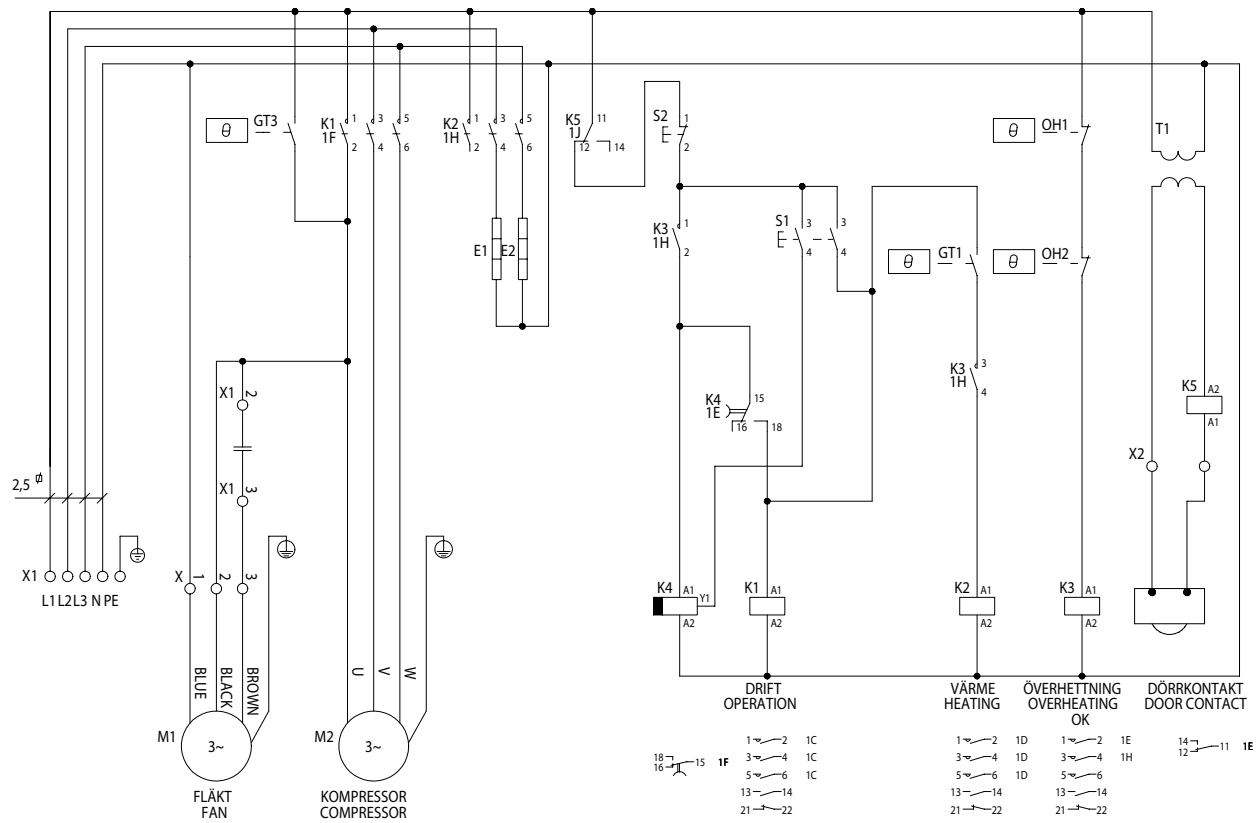 GT3
θ
K1
1F
1 3 5
2 4 6
K2
1H
1 3 5
2 4 6
K5
1J
11
12 14
S2
1
2
θ
OH1
T1
K3
1H
1
2
S1
3 3
4 4
E1 E2
θ
GT1
θ
OH2
K3
1H
3
4
X1 2
K4
1E
15
16 18
K5
A2
A1
X2
2,5
X1 3
X1
L1 L2 L3 N PE
X 1 2 3
K4
A1
Y1
A2
K1
A1
A2
K2
A1
A2
K3
A1
A2
BLUE
BLACK
BROWN
U
V
W
M1
3~
M2
3~
FLÄKT
FAN
KOMPRESSOR
COMPRESSOR
DRIFT
OPERATION
VÄRME
HEATING
ÖVERHETTNING
OVERHEATING
OK
DÖRRKONTAKT
DOOR CONTACT
18
16 15 1F
1 2 1C
3 4 1C
5 6 1C
13 14
21 22
1 2 1D
3 4 1D
5 6 1D
13 14
21 22
1 2 1E
3 4 1H
5 6
13 14
21 22
14
12 11 1E